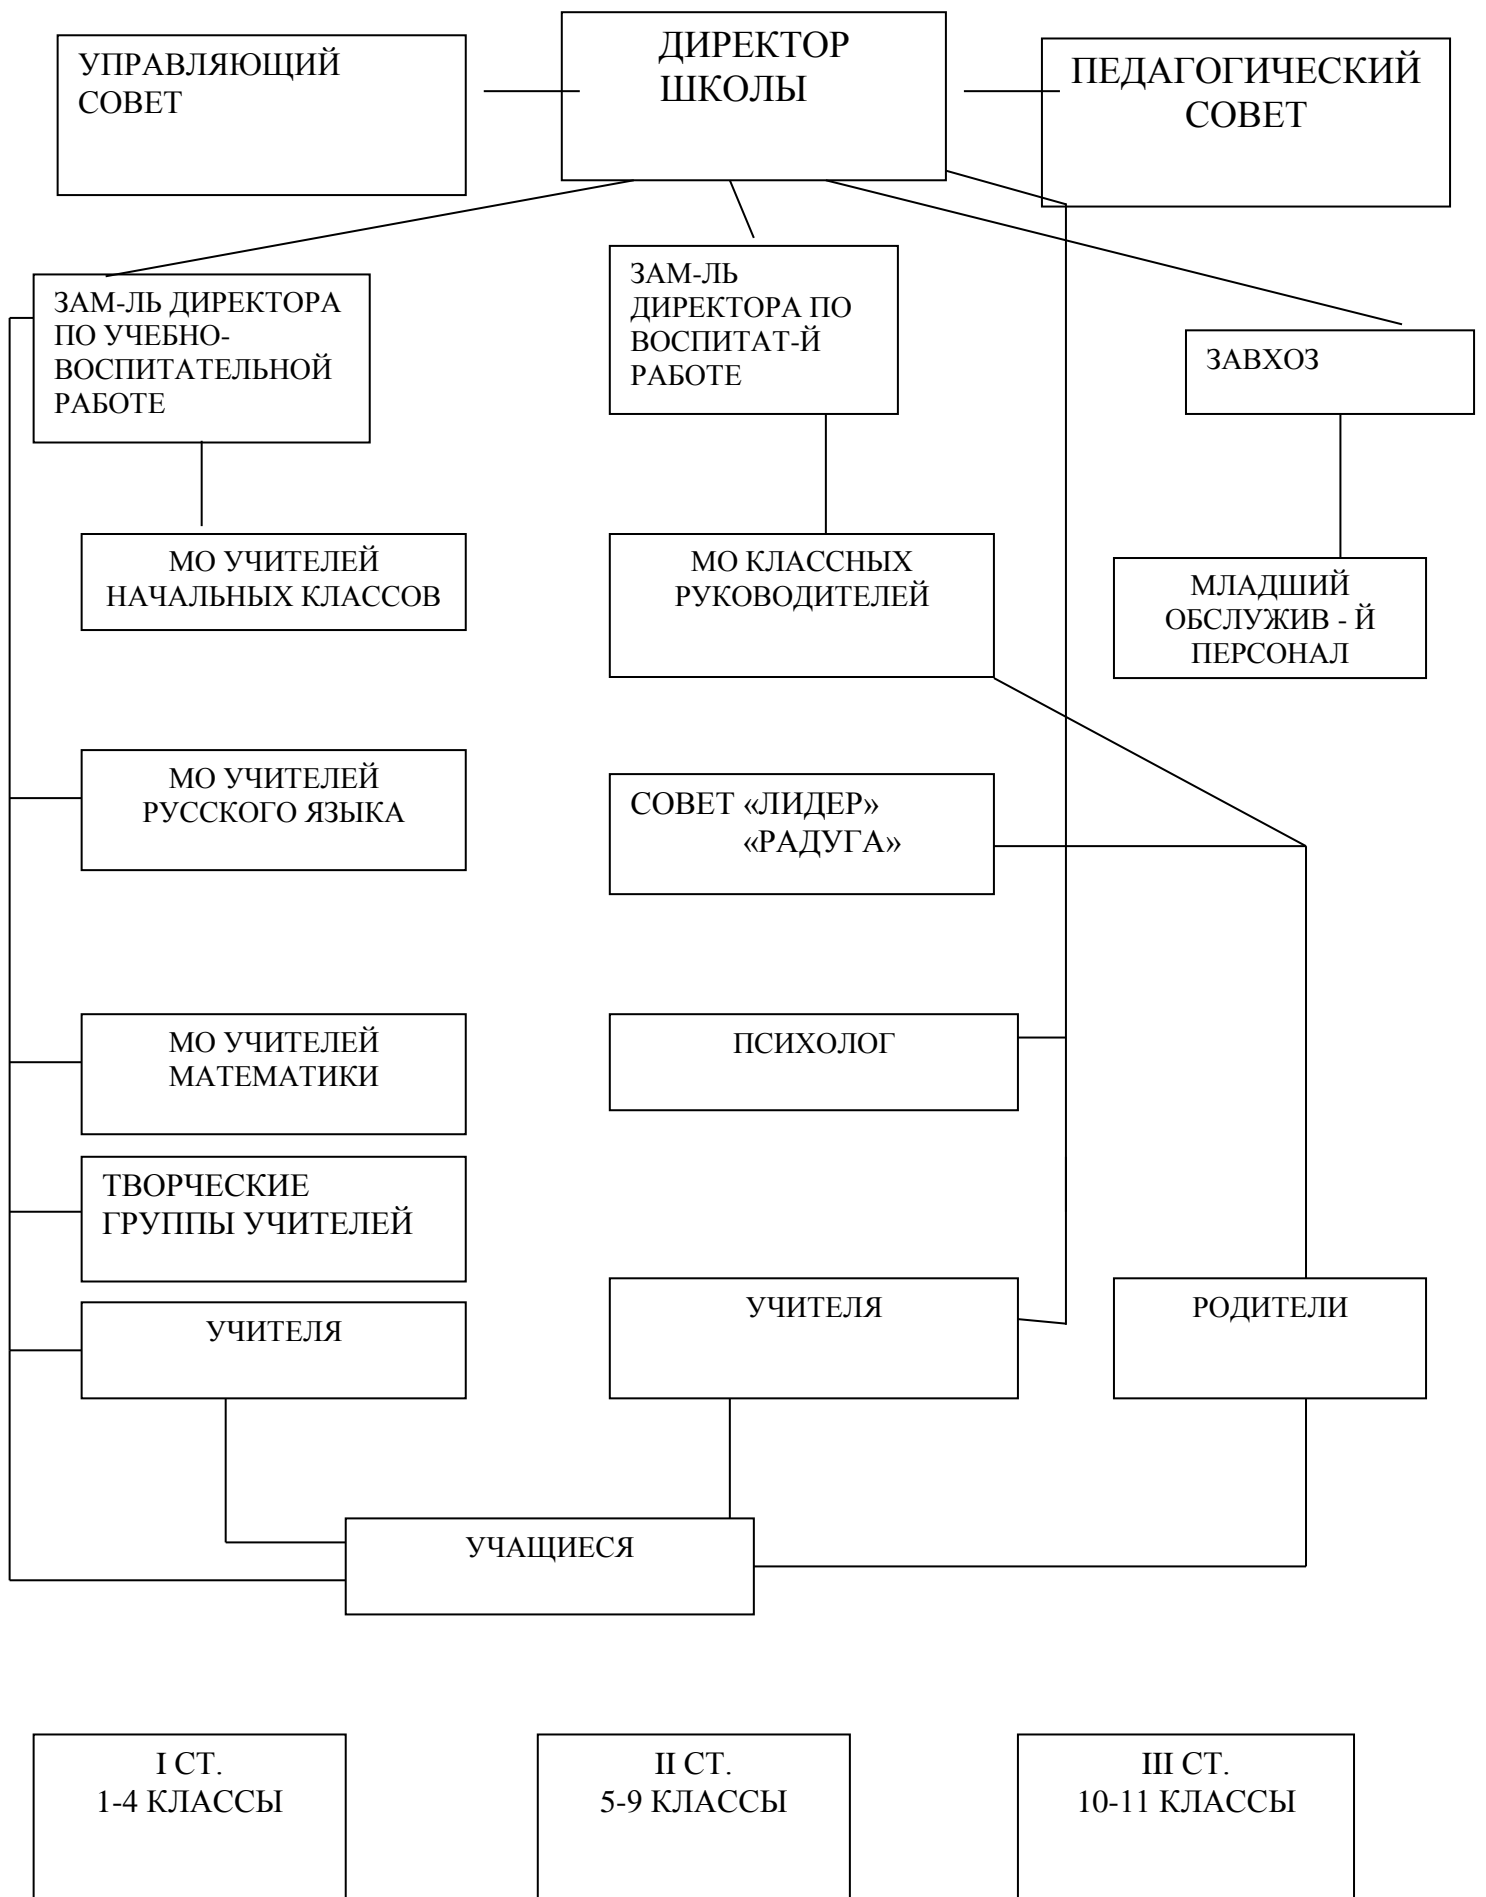 УПРАВЛЯЮЩИЙ
СОВЕТ
ДИРЕКТОР
ШКОЛЫ
ПЕДАГОГИЧЕСКИЙ
СОВЕТ
ЗАМ-ЛЬ ДИРЕКТОРА
ПО УЧЕБНО-
ВОСПИТАТЕЛЬНОЙ
РАБОТЕ
ЗАМ-ЛЬ
ДИРЕКТОРА ПО
ВОСПИТАТ-Й
РАБОТЕ
ЗАВХОЗ
МО УЧИТЕЛЕЙ
НАЧАЛЬНЫХ КЛАССОВ
МО КЛАССНЫХ
РУКОВОДИТЕЛЕЙ
МЛАДШИЙ
ОБСЛУЖИВ - Й
ПЕРСОНАЛ
МО УЧИТЕЛЕЙ
РУССКОГО ЯЗЫКА
СОВЕТ «ЛИДЕР»
«РАДУГА»
МО УЧИТЕЛЕЙ
МАТЕМАТИКИ
ПСИХОЛОГ
ТВОРЧЕСКИЕ
ГРУППЫ УЧИТЕЛЕЙ
УЧИТЕЛЯ
УЧИТЕЛЯ
РОДИТЕЛИ
УЧАЩИЕСЯ
I СТ.
1-4 КЛАССЫ
II СТ.
5-9 КЛАССЫ
III СТ.
10-11 КЛАССЫ